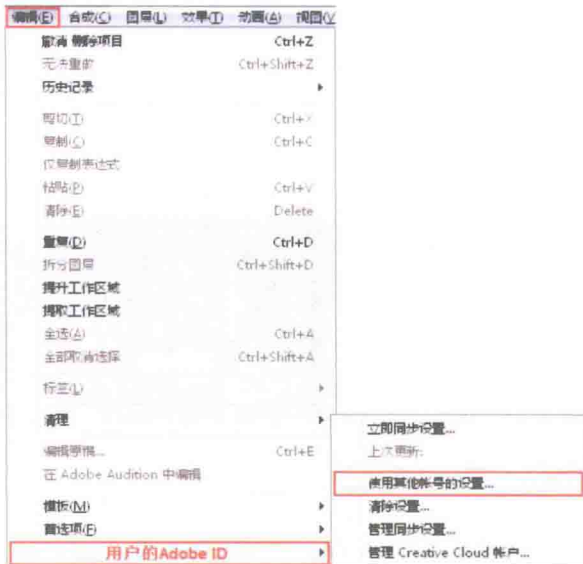 编辑(E) 合成(C) 图层(L) 效果(T) 动画(A) 视图(V
撤消 删除项目 Ctrl+Z
无法重做 Ctrl+Shift+Z
历史记录
剪切(T) Ctrl+X
复制(C) Ctrl+C
仅复制表达式
粘贴(P) Ctrl+V
清除(E) Delete
重复(D) Ctrl+D
拆分图层 Ctrl+Shift+D
提升工作区域
提取工作区域
全选(A) Ctrl+A
全部取消选择 Ctrl+Shift+A
标签(L)
清理
编辑原稿... Ctrl+E
在 Adobe Audition 中编辑
模板(M)
首选项(F)
用户的Adobe ID
立即同步设置...
上次更新:
使用其他帐号的设置...
清除设置...
管理同步设置...
管理 Creative Cloud 帐户...